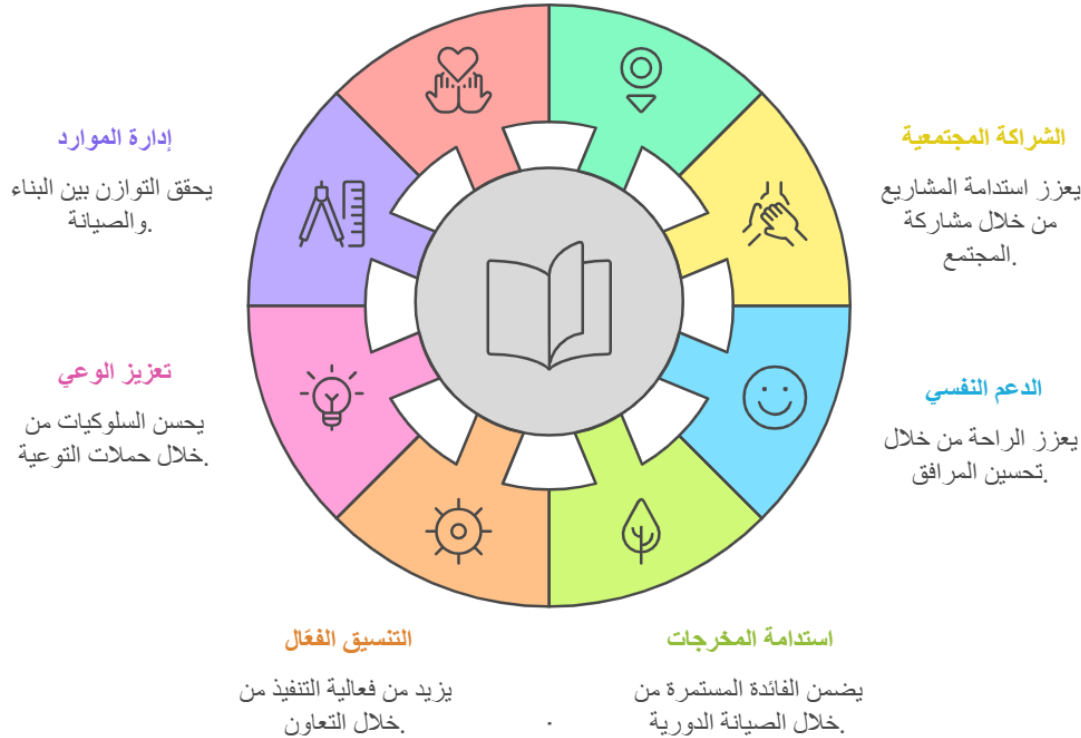 الشراكة المجتمعية
يعزز استدامة المشاريع
من خلال مشاركة
المجتمع.
الدعم النفسي
يعزز الراحة من خلال
تحسين المرافق.
استدامة المخرجات
يضمن الفائدة المستمرة من
خلال الصيانة الدورية.
.
التنسيق الفعّال
يزيد من فعالية التنفيذ من
خلال التعاون.
تعزيز الوعي
يحسن السلوكيات من
خلال حملات التوعية.
إدارة الموارد
يحقق التوازن بين البناء
والصيانة.